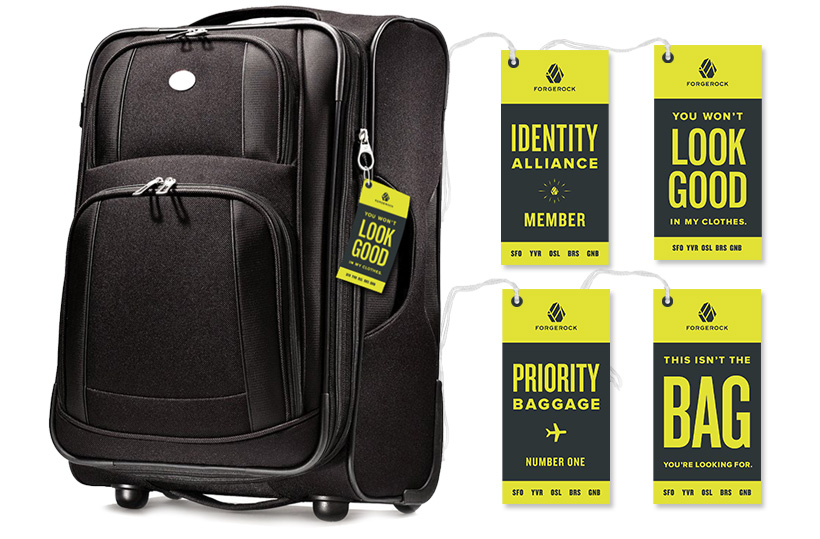 FORGEROCK
YOU WON'T
LOOK
GOOD
IN MY CLOTHES.
FORGEROCK
IDENTITY
ALLIANCE
MEMBER
SFO YVR OSL BRS GNB
FORGEROCK
YOU WON'T
LOOK
GOOD
IN MY CLOTHES.
SFO YVR OSL BRS GNB
FORGEROCK
PRIORITY
BAGGAGE
NUMBER ONE
SFO YVR OSL BRS GNB
FORGEROCK
THIS ISN'T THE
BAG
YOU'RE LOOKING FOR.
SFO YVR OSL BRS GNB